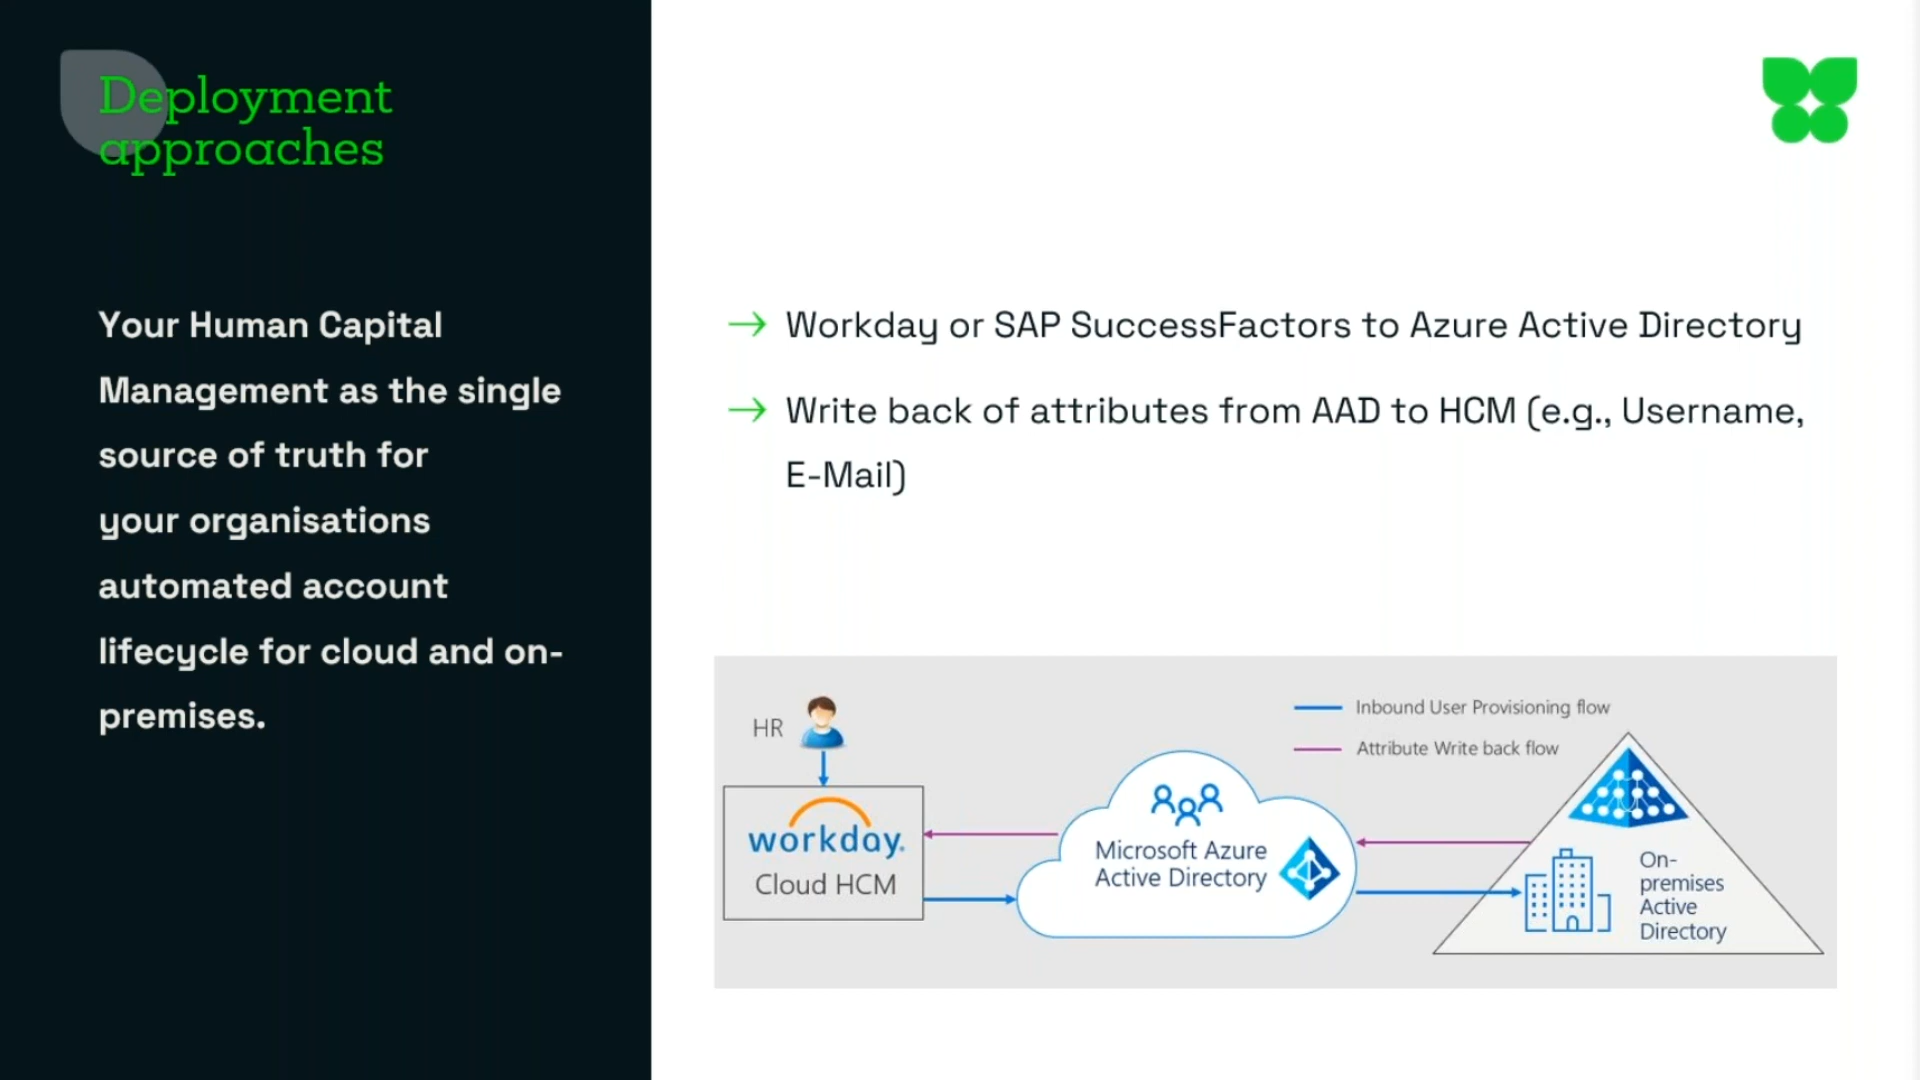 Deployment
approaches
Your Human Capital
Management as the single
source of truth for
your organisations
automated account
lifecycle for cloud and on-
premises.
Workday or SAP SuccessFactors to Azure Active Directory
Write back of attributes from AAD to HCM (e.g., Username,
E-Mail)
HR
Inbound User Provisioning flow
Attribute Write back flow
workday.
Cloud HCM
Microsoft Azure
Active Directory
On-
premises
Active
Directory